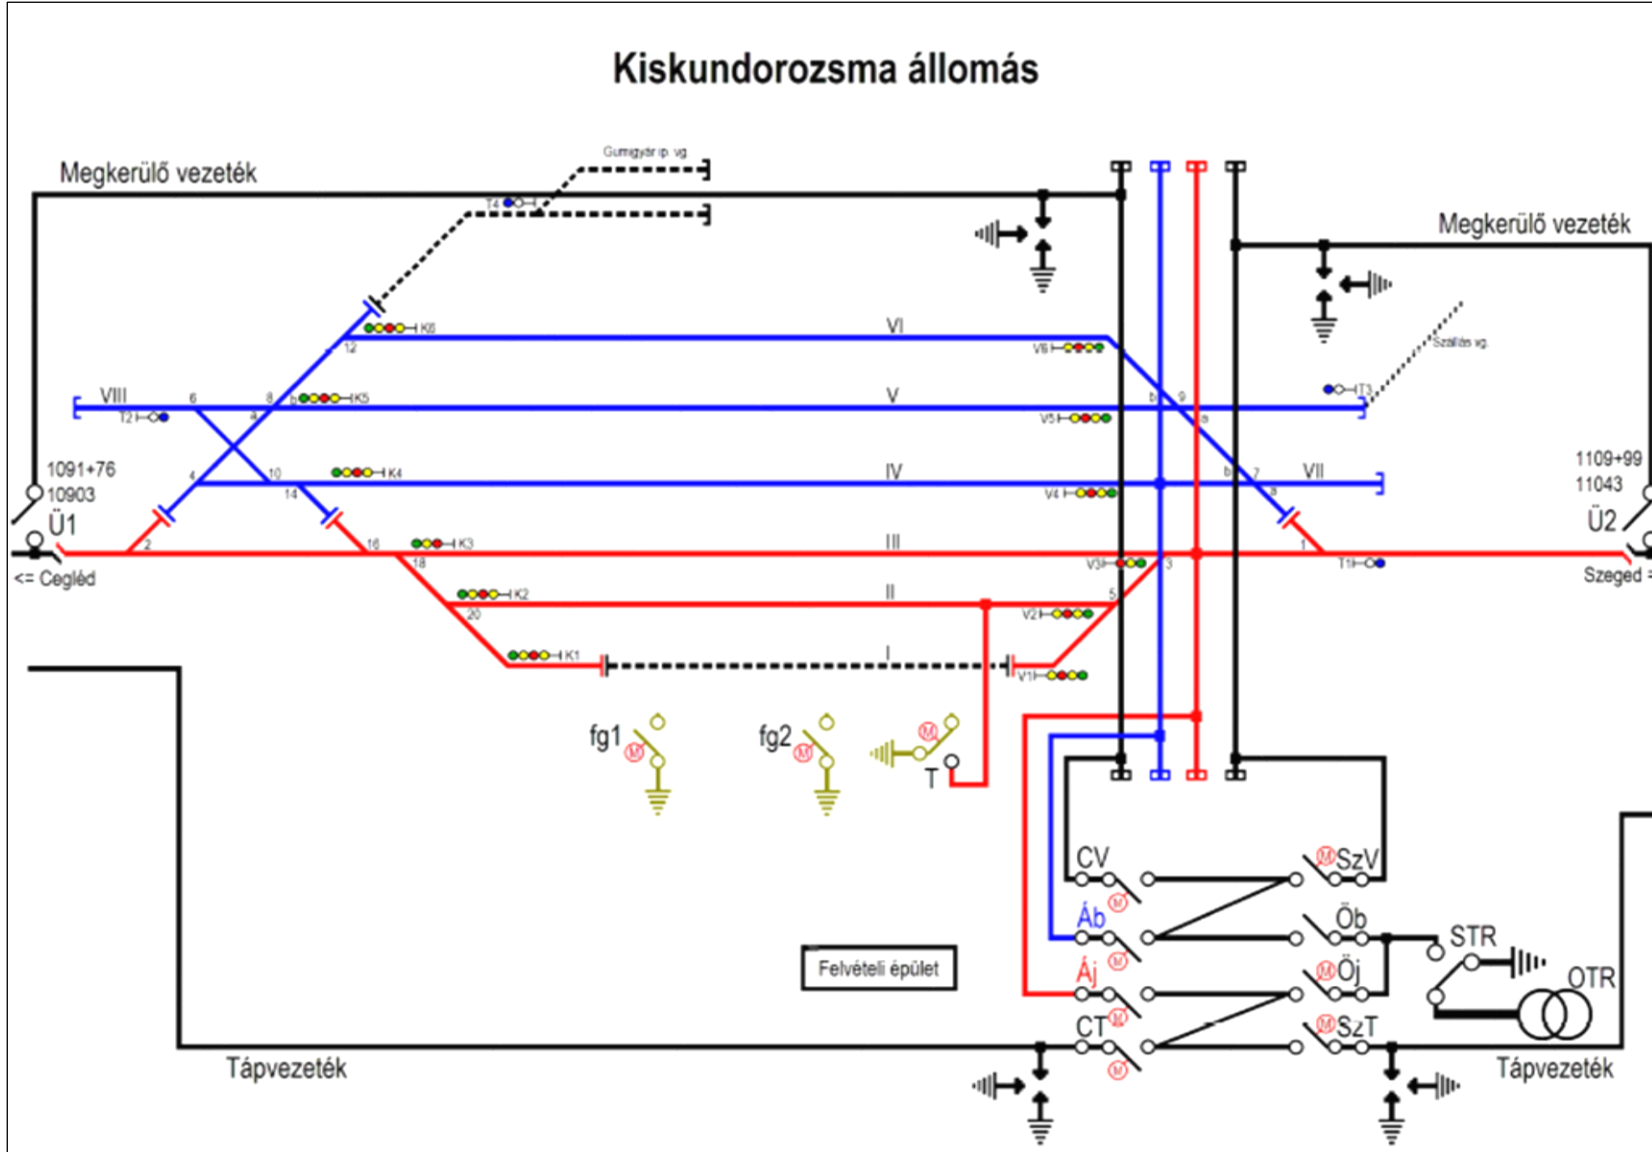 Kiskundorozsma állomás
Gumigyár ip. vg.
Megkerülő vezeték
T4
Megkerülő vezeték
K6
VI
12
V6
Szállás vg.
VIII
6
8
b
K5
V
b
9
T3
T2
a
V5
a
1091+76
10903
Ü1
4
10
K4
IV
b
7
VII
1109+99
11043
Ü2
14
V4
a
2
16
K3
III
1
<= Cegléd
18
V3
3
T1
Szeged =
K2
II
5
20
V2
K1
I
V1
fg1
M
fg2
M
M
T
CV
M
M
SzV
Áb
M
Öb
STR
Felvételi épület
Áj
M
M
Öj
OTR
CT
M
M
SzT
Tápvezeték
Tápvezeték